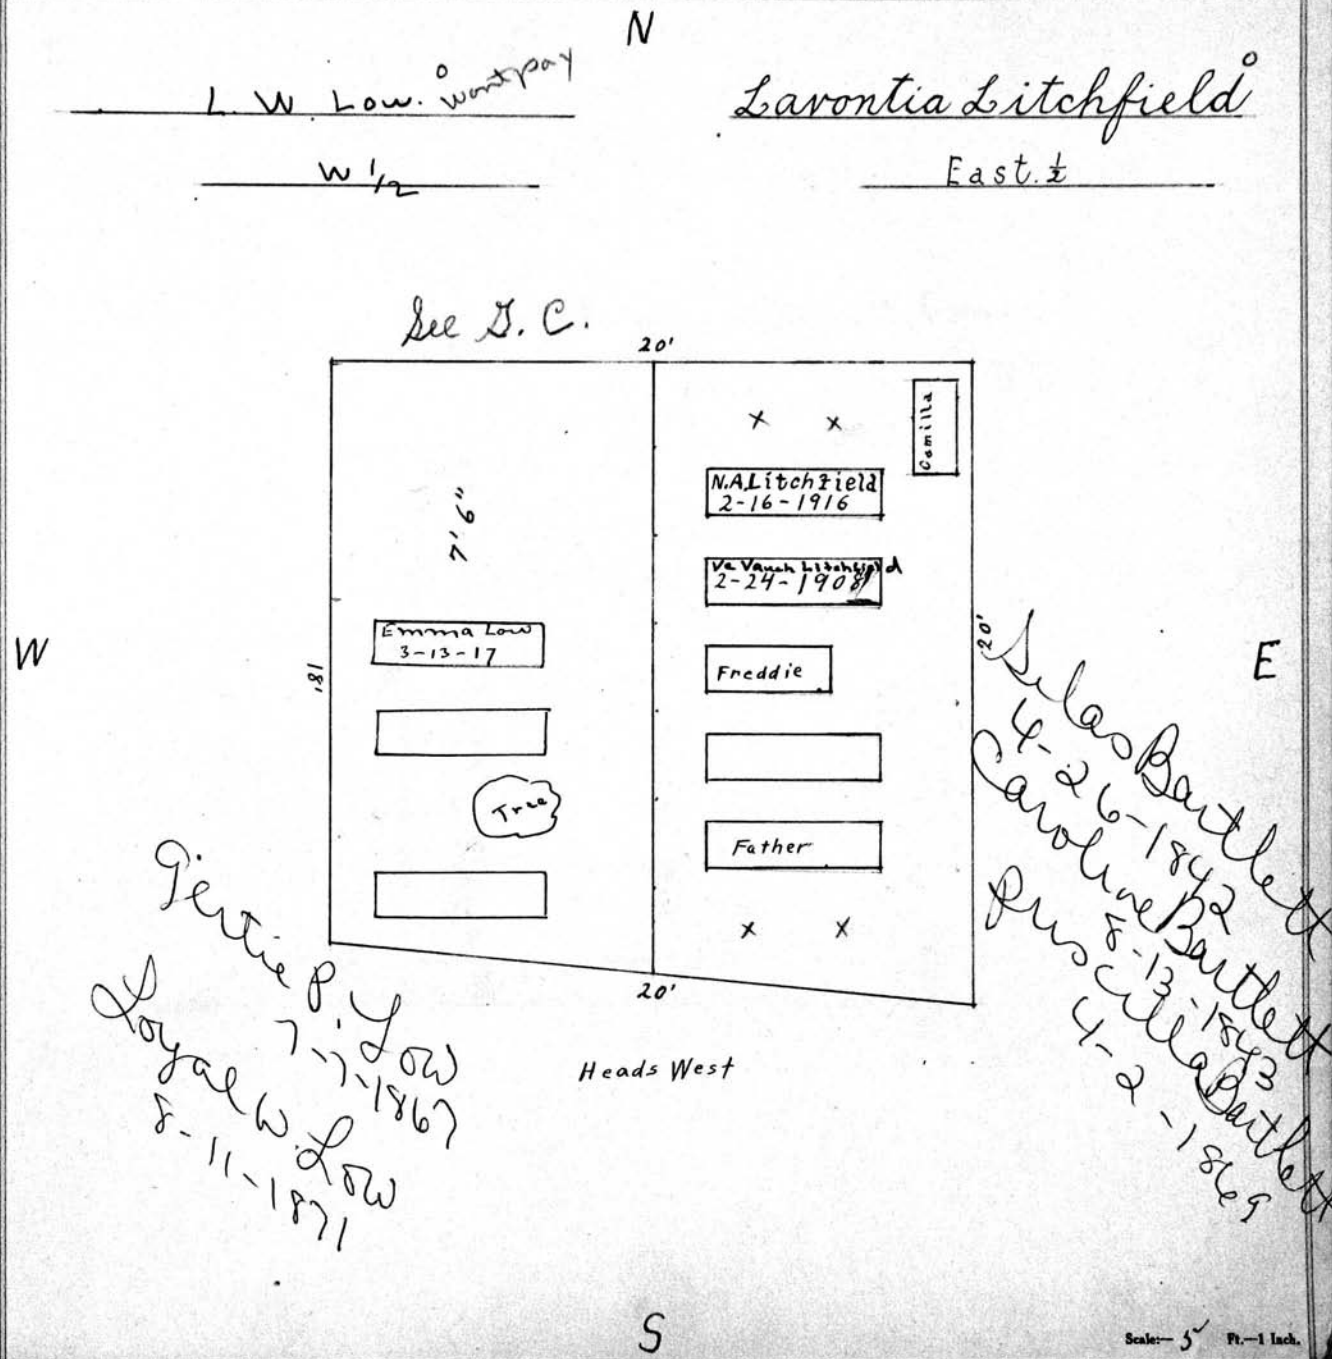 N
L. W. Low. wont pay
W 1/2
Lavontia Litchfield
East. ½
See G. C.
20'
Camilla
N.A. Litchfield
2-16-1916
7' 6"
Litchfield
2-24-1908
Emma Low
3-13-17
Freddie
18'
20'
W
E
Tree
Father
20'
Heads West
Gertie P. Low
7-7-1867
Loyal W. Low
8-11-1871
Silas Bartlett
4-26-1842
Caroline Bartlett
8-13-1843
Priscilla Bartlett
4-2-1869
S
Scale:— 5 Ft.—1 Inch.